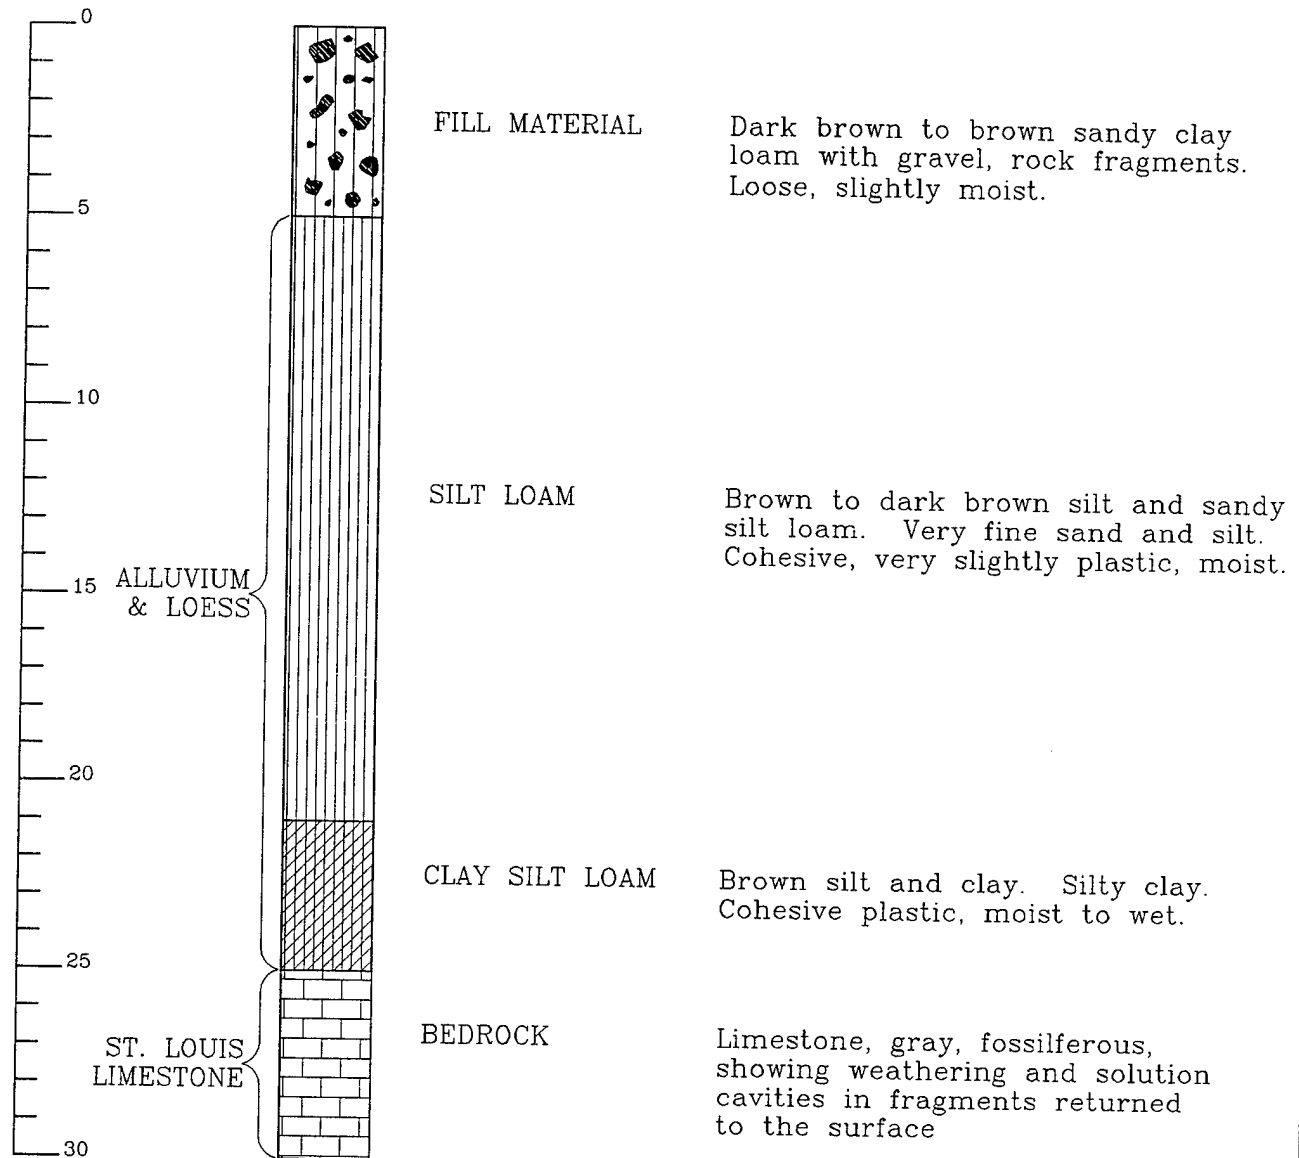 0
FILL MATERIAL
Dark brown to brown sandy clay
loam with gravel, rock fragments.
Loose, slightly moist.
5
10
SILT LOAM
Brown to dark brown silt and sandy
silt loam. Very fine sand and silt.
Cohesive, very slightly plastic, moist.
ALLUVIUM
& LOESS
15
20
CLAY SILT LOAM
Brown silt and clay. Silty clay.
Cohesive plastic, moist to wet.
25
ST. LOUIS
LIMESTONE
BEDROCK
Limestone, gray, fossilferous,
showing weathering and solution
cavities in fragments returned
to the surface
30